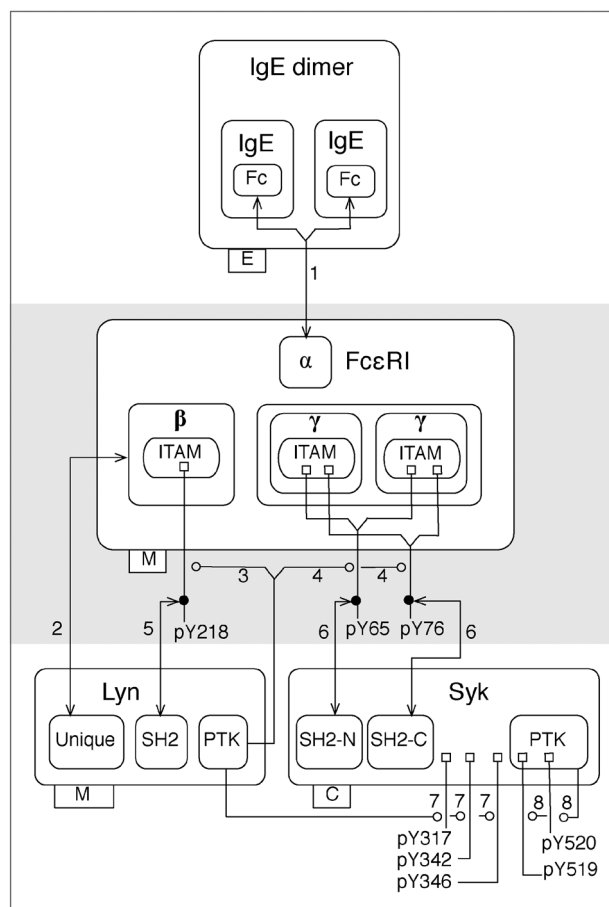 IgE dimer
IgE IgE
Fc Fc
E
1
α FcεRI
β γ γ
ITAM ITAM ITAM
M
3 4 4
2 5 pY218 6 pY65 pY76 6
Lyn Syk
Unique SH2 PTK SH2-N SH2-C PTK
M C
7 7 7 8 8
pY317 pY520
pY342 pY519
pY346